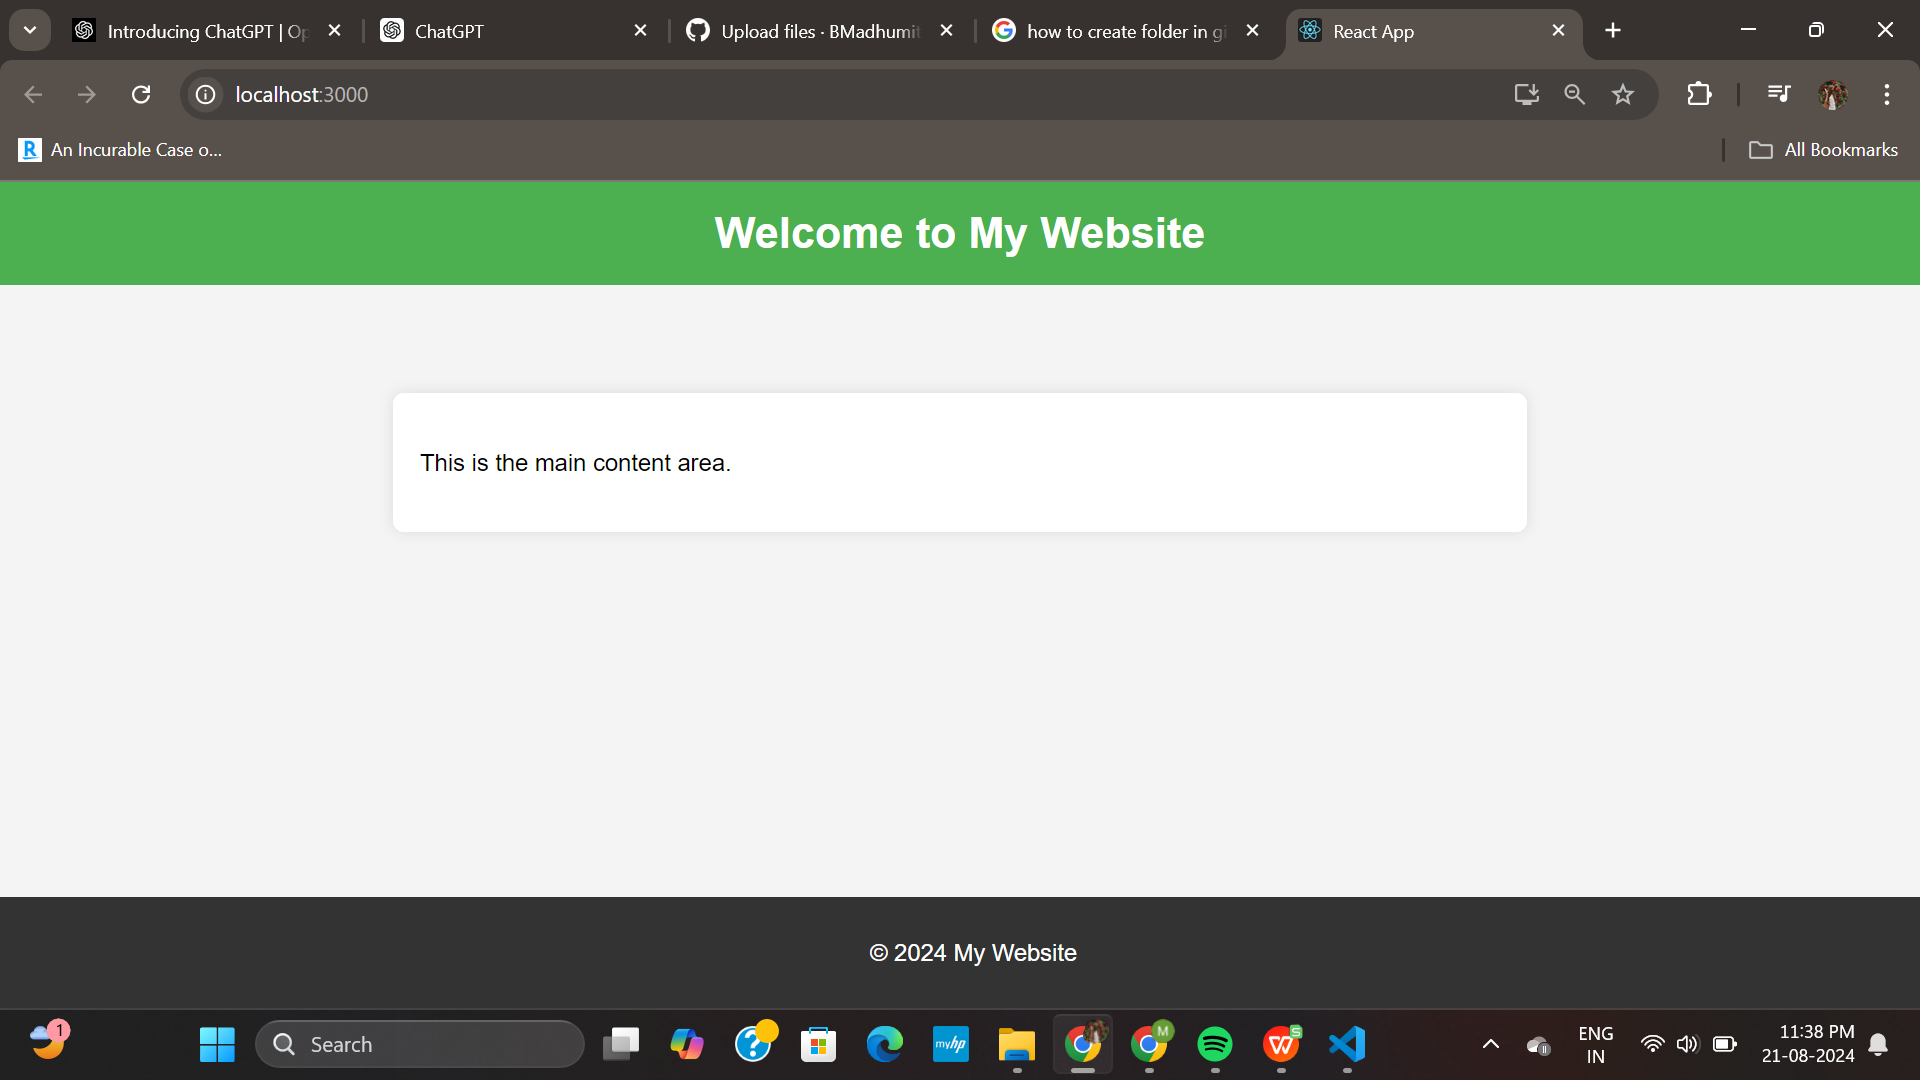 Introducing ChatGPT | Op
ChatGPT
Upload files · BMadhumit
how to create folder in gi
React App
localhost:3000
R An Incurable Case o...
All Bookmarks
Welcome to My Website
This is the main content area.
© 2024 My Website
1
Search
?
myhp
M
W S
ENG
IN
11:38 PM
21-08-2024